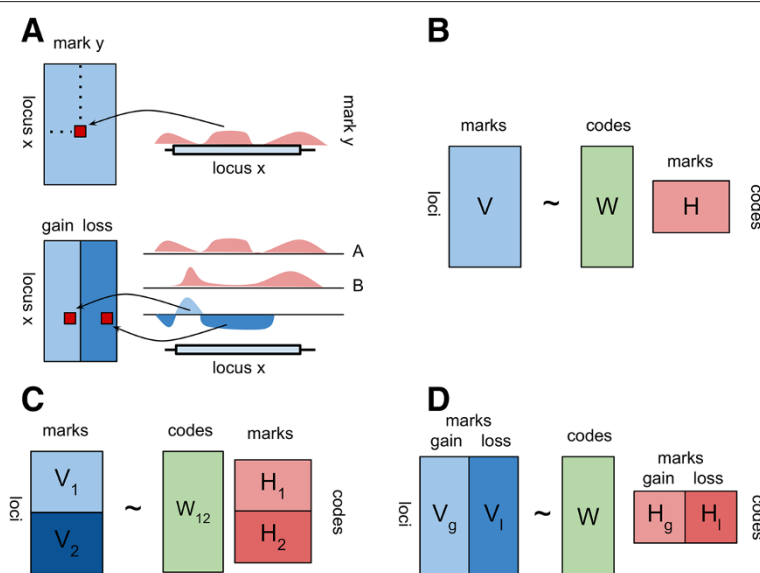 A
mark y
locus x
mark y
locus x
gain loss
A
B
locus x
locus x
B
marks
codes
marks
loci
V
~
W
H
codes
C
marks
codes
marks
loci
V1
V2
~
W12
H1
H2
codes
D
marks
gain loss
codes
marks
gain loss
loci
Vg
Vl
~
W
Hg
Hl
codes